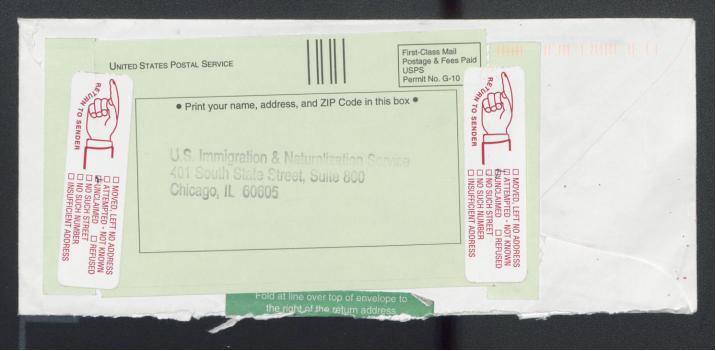 UNITED STATES POSTAL SERVICE
First-Class Mail
Postage & Fees Paid
USPS
Permit No. G-10
• Print your name, address, and ZIP Code in this box •
U.S. Immigration & Naturalization Service
401 South State Street, Suite 800
Chicago, IL 60605
RETURN TO SENDER
☐ MOVED, LEFT NO ADDRESS
☐ ATTEMPTED - NOT KNOWN
☐ UNCLAIMED ☐ REFUSED
☐ NO SUCH STREET
☐ NO SUCH NUMBER
☐ INSUFFICIENT ADDRESS
RETURN TO SENDER
☐ MOVED, LEFT NO ADDRESS
☐ ATTEMPTED - NOT KNOWN
☐ UNCLAIMED ☐ REFUSED
☐ NO SUCH STREET
☐ NO SUCH NUMBER
☐ INSUFFICIENT ADDRESS
Fold at line over top of envelope to
the right of the return address